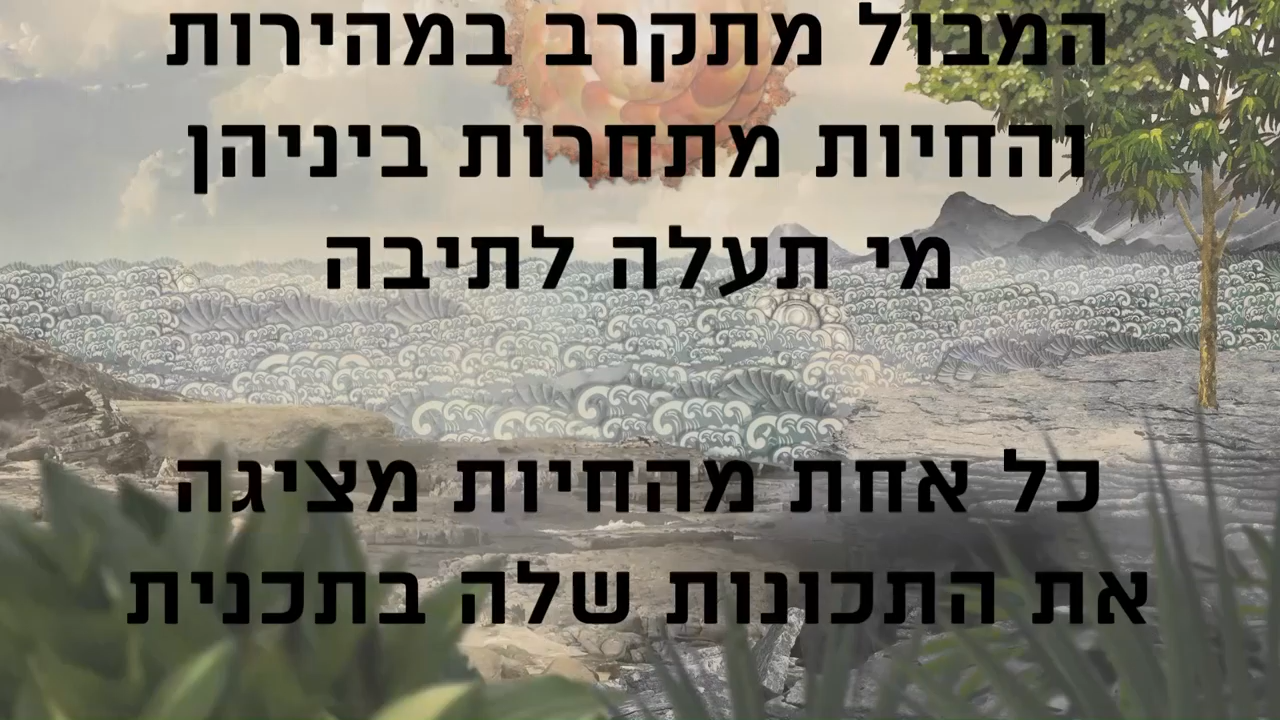 המבול מתקרב במהירות
והחיות מתחרות ביניהן
מי תעלה לתיבה
כל אחת מהחיות מציגה
את התכונות שלה בתכנית